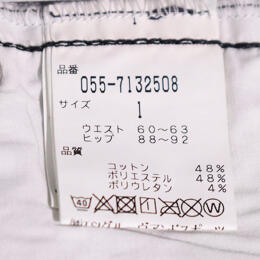 品番
055-7132508
サイズ
1
ウエスト 60～63
ヒップ 88～92
品質
コットン 48%
ポリエステル 48%
ポリウレタン 4%
40